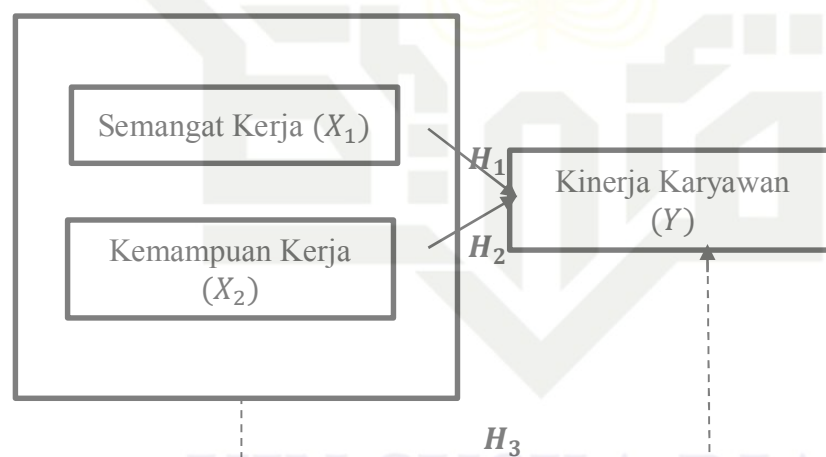 Semangat Kerja (X₁)
H₁
Kinerja Karyawan
(Y)
Kemampuan Kerja
(X₂)
H₂
H₃